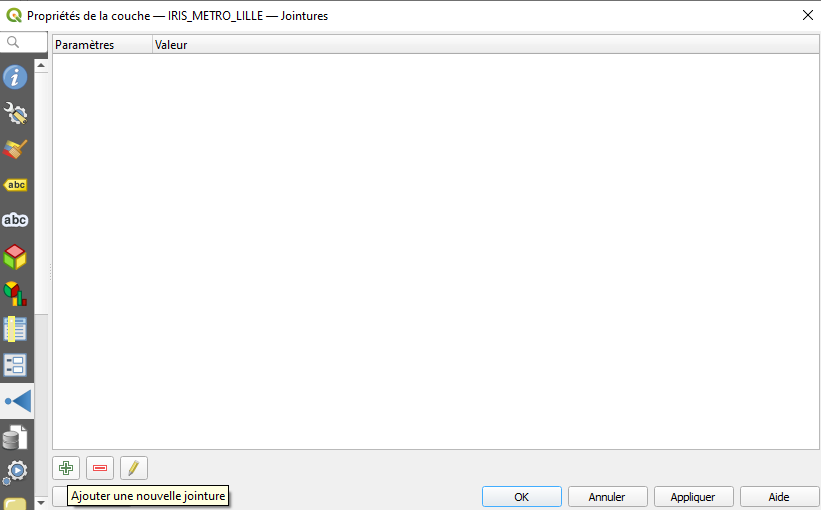 Propriétés de la couche — IRIS_METRO_LILLE — Jointures
Paramètres Valeur
abc
abc
Ajouter une nouvelle jointure
OK Annuler Appliquer Aide